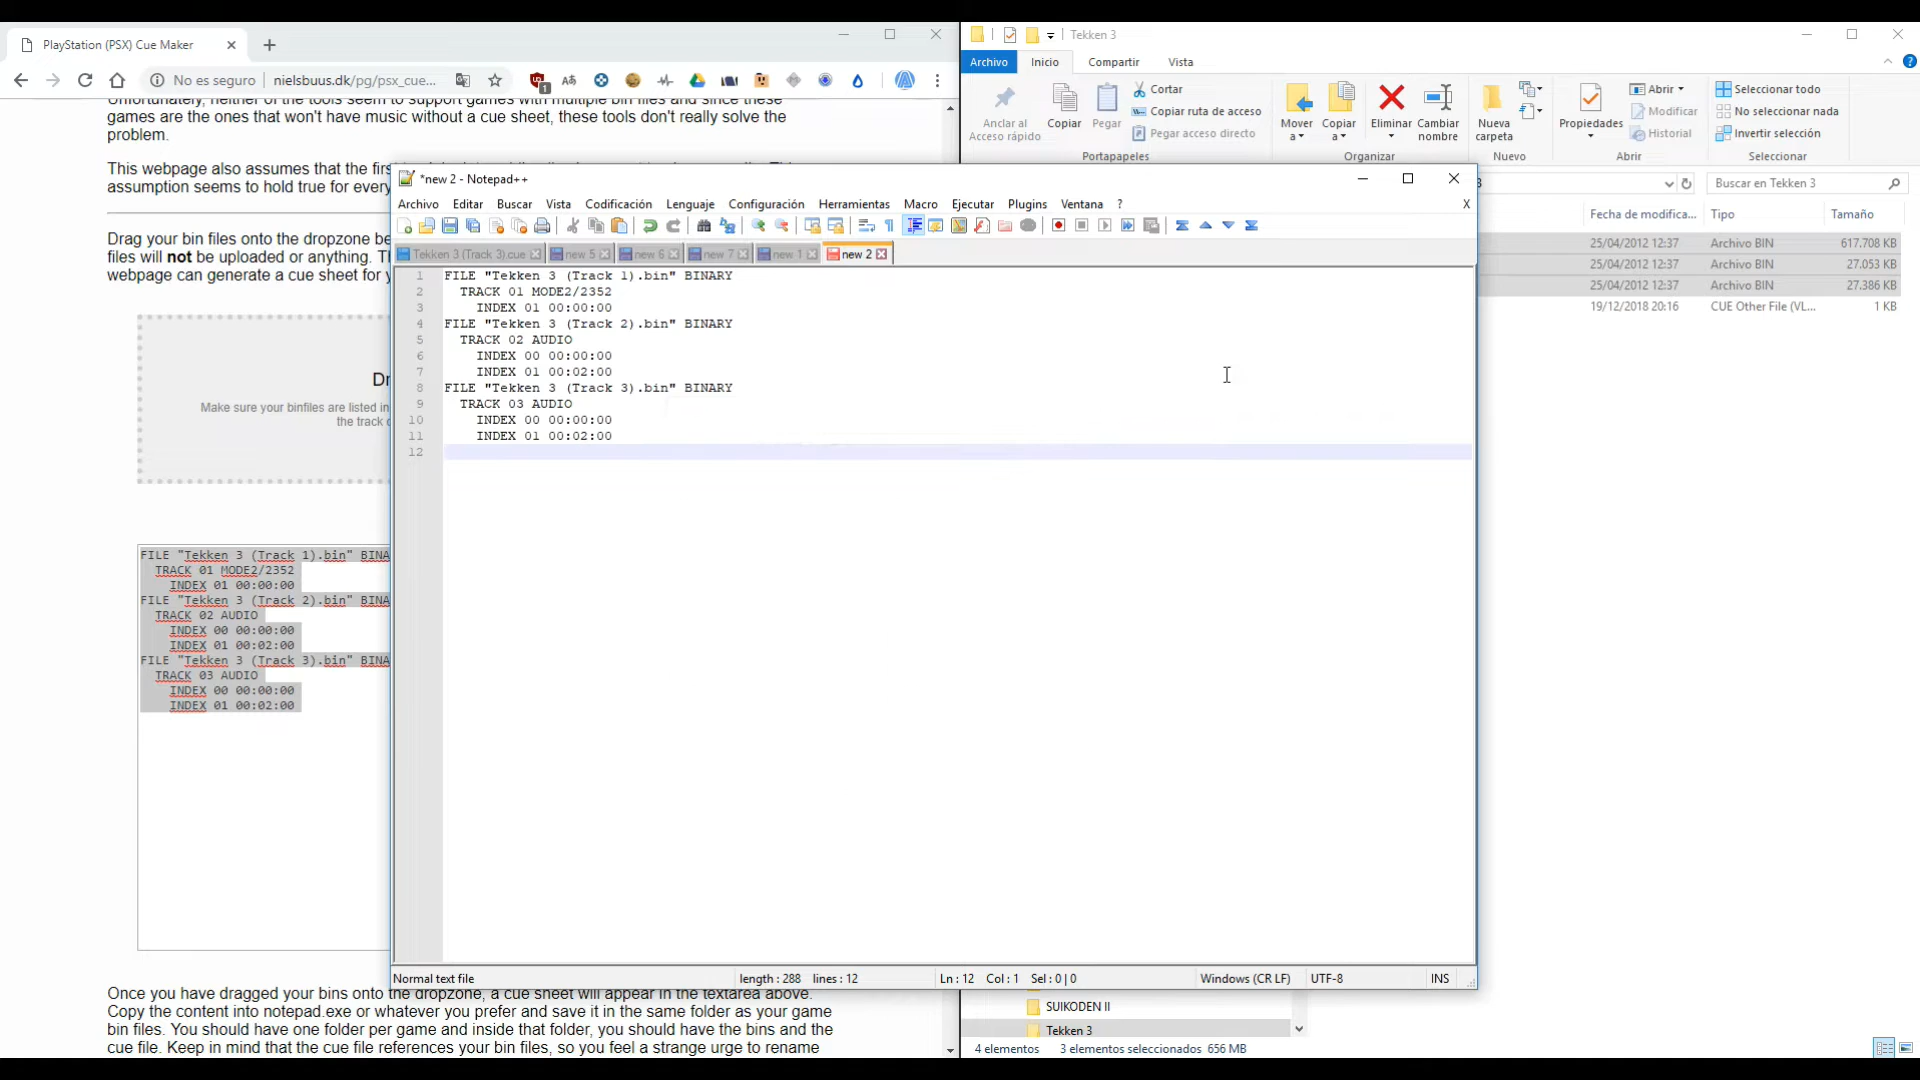 PlayStation (PSX) Cue Maker
No es seguro nielsbuus.dk/pg/psx_cue...
Unfortunately, neither of the tools seem to support games with multiple bin files and since these
games are the ones that won't have music without a cue sheet, these tools don't really solve the
problem.
This webpage also assumes that the firs
assumption seems to hold true for every
Drag your bin files onto the dropzone be
files will not be uploaded or anything. T
webpage can generate a cue sheet for y
Dr
Make sure your binfiles are listed in
the track o
FILE "Tekken 3 (Track 1).bin" BINA
TRACK 01 MODE2/2352
INDEX 01 00:00:00
FILE "Tekken 3 (Track 2).bin" BINA
TRACK 02 AUDIO
INDEX 00 00:00:00
INDEX 01 00:02:00
FILE "Tekken 3 (Track 3).bin" BINA
TRACK 03 AUDIO
INDEX 00 00:00:00
INDEX 01 00:02:00
Once you have dragged your bins onto the dropzone, a cue sheet will appear in the textarea above.
Copy the content into notepad.exe or whatever you prefer and save it in the same folder as your game
bin files. You should have one folder per game and inside that folder, you should have the bins and the
cue file. Keep in mind that the cue file references your bin files, so you feel a strange urge to rename
*new 2 - Notepad++
Archivo Editar Buscar Vista Codificación Lenguaje Configuración Herramientas Macro Ejecutar Plugins Ventana ? X
Tekken 3 (Track 3).cue new 5 new 6 new 7 new 1 new 2
1 FILE "Tekken 3 (Track 1).bin" BINARY
2 TRACK 01 MODE2/2352
3 INDEX 01 00:00:00
4 FILE "Tekken 3 (Track 2).bin" BINARY
5 TRACK 02 AUDIO
6 INDEX 00 00:00:00
7 INDEX 01 00:02:00
8 FILE "Tekken 3 (Track 3).bin" BINARY
9 TRACK 03 AUDIO
10 INDEX 00 00:00:00
11 INDEX 01 00:02:00
12
Normal text file length : 288 lines : 12 Ln : 12 Col : 1 Sel : 0 | 0 Windows (CR LF) UTF-8 INS
Tekken 3
Archivo Inicio Compartir Vista
Anclar al
Acceso rápido
Copiar
Pegar
Cortar
Copiar ruta de acceso
Pegar acceso directo
Portapapeles
Mover
a
Copiar
a
Eliminar
Cambiar
nombre
Organizar
Nueva
carpeta
Nuevo
Propiedades
Abrir
Modificar
Historial
Abrir
Seleccionar todo
No seleccionar nada
Invertir selección
Seleccionar
3 Buscar en Tekken 3
Fecha de modifica... Tipo Tamaño
25/04/2012 12:37 Archivo BIN 617.708 KB
25/04/2012 12:37 Archivo BIN 27.053 KB
25/04/2012 12:37 Archivo BIN 27.386 KB
19/12/2018 20:16 CUE Other File (VL... 1 KB
SUIKODEN II
Tekken 3
4 elementos 3 elementos seleccionados 656 MB